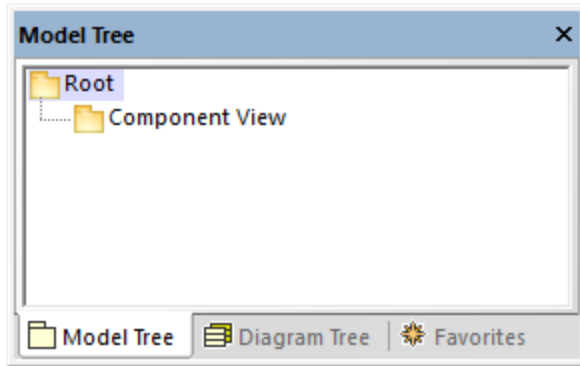 Model Tree
Root
Component View
Model Tree Diagram Tree Favorites